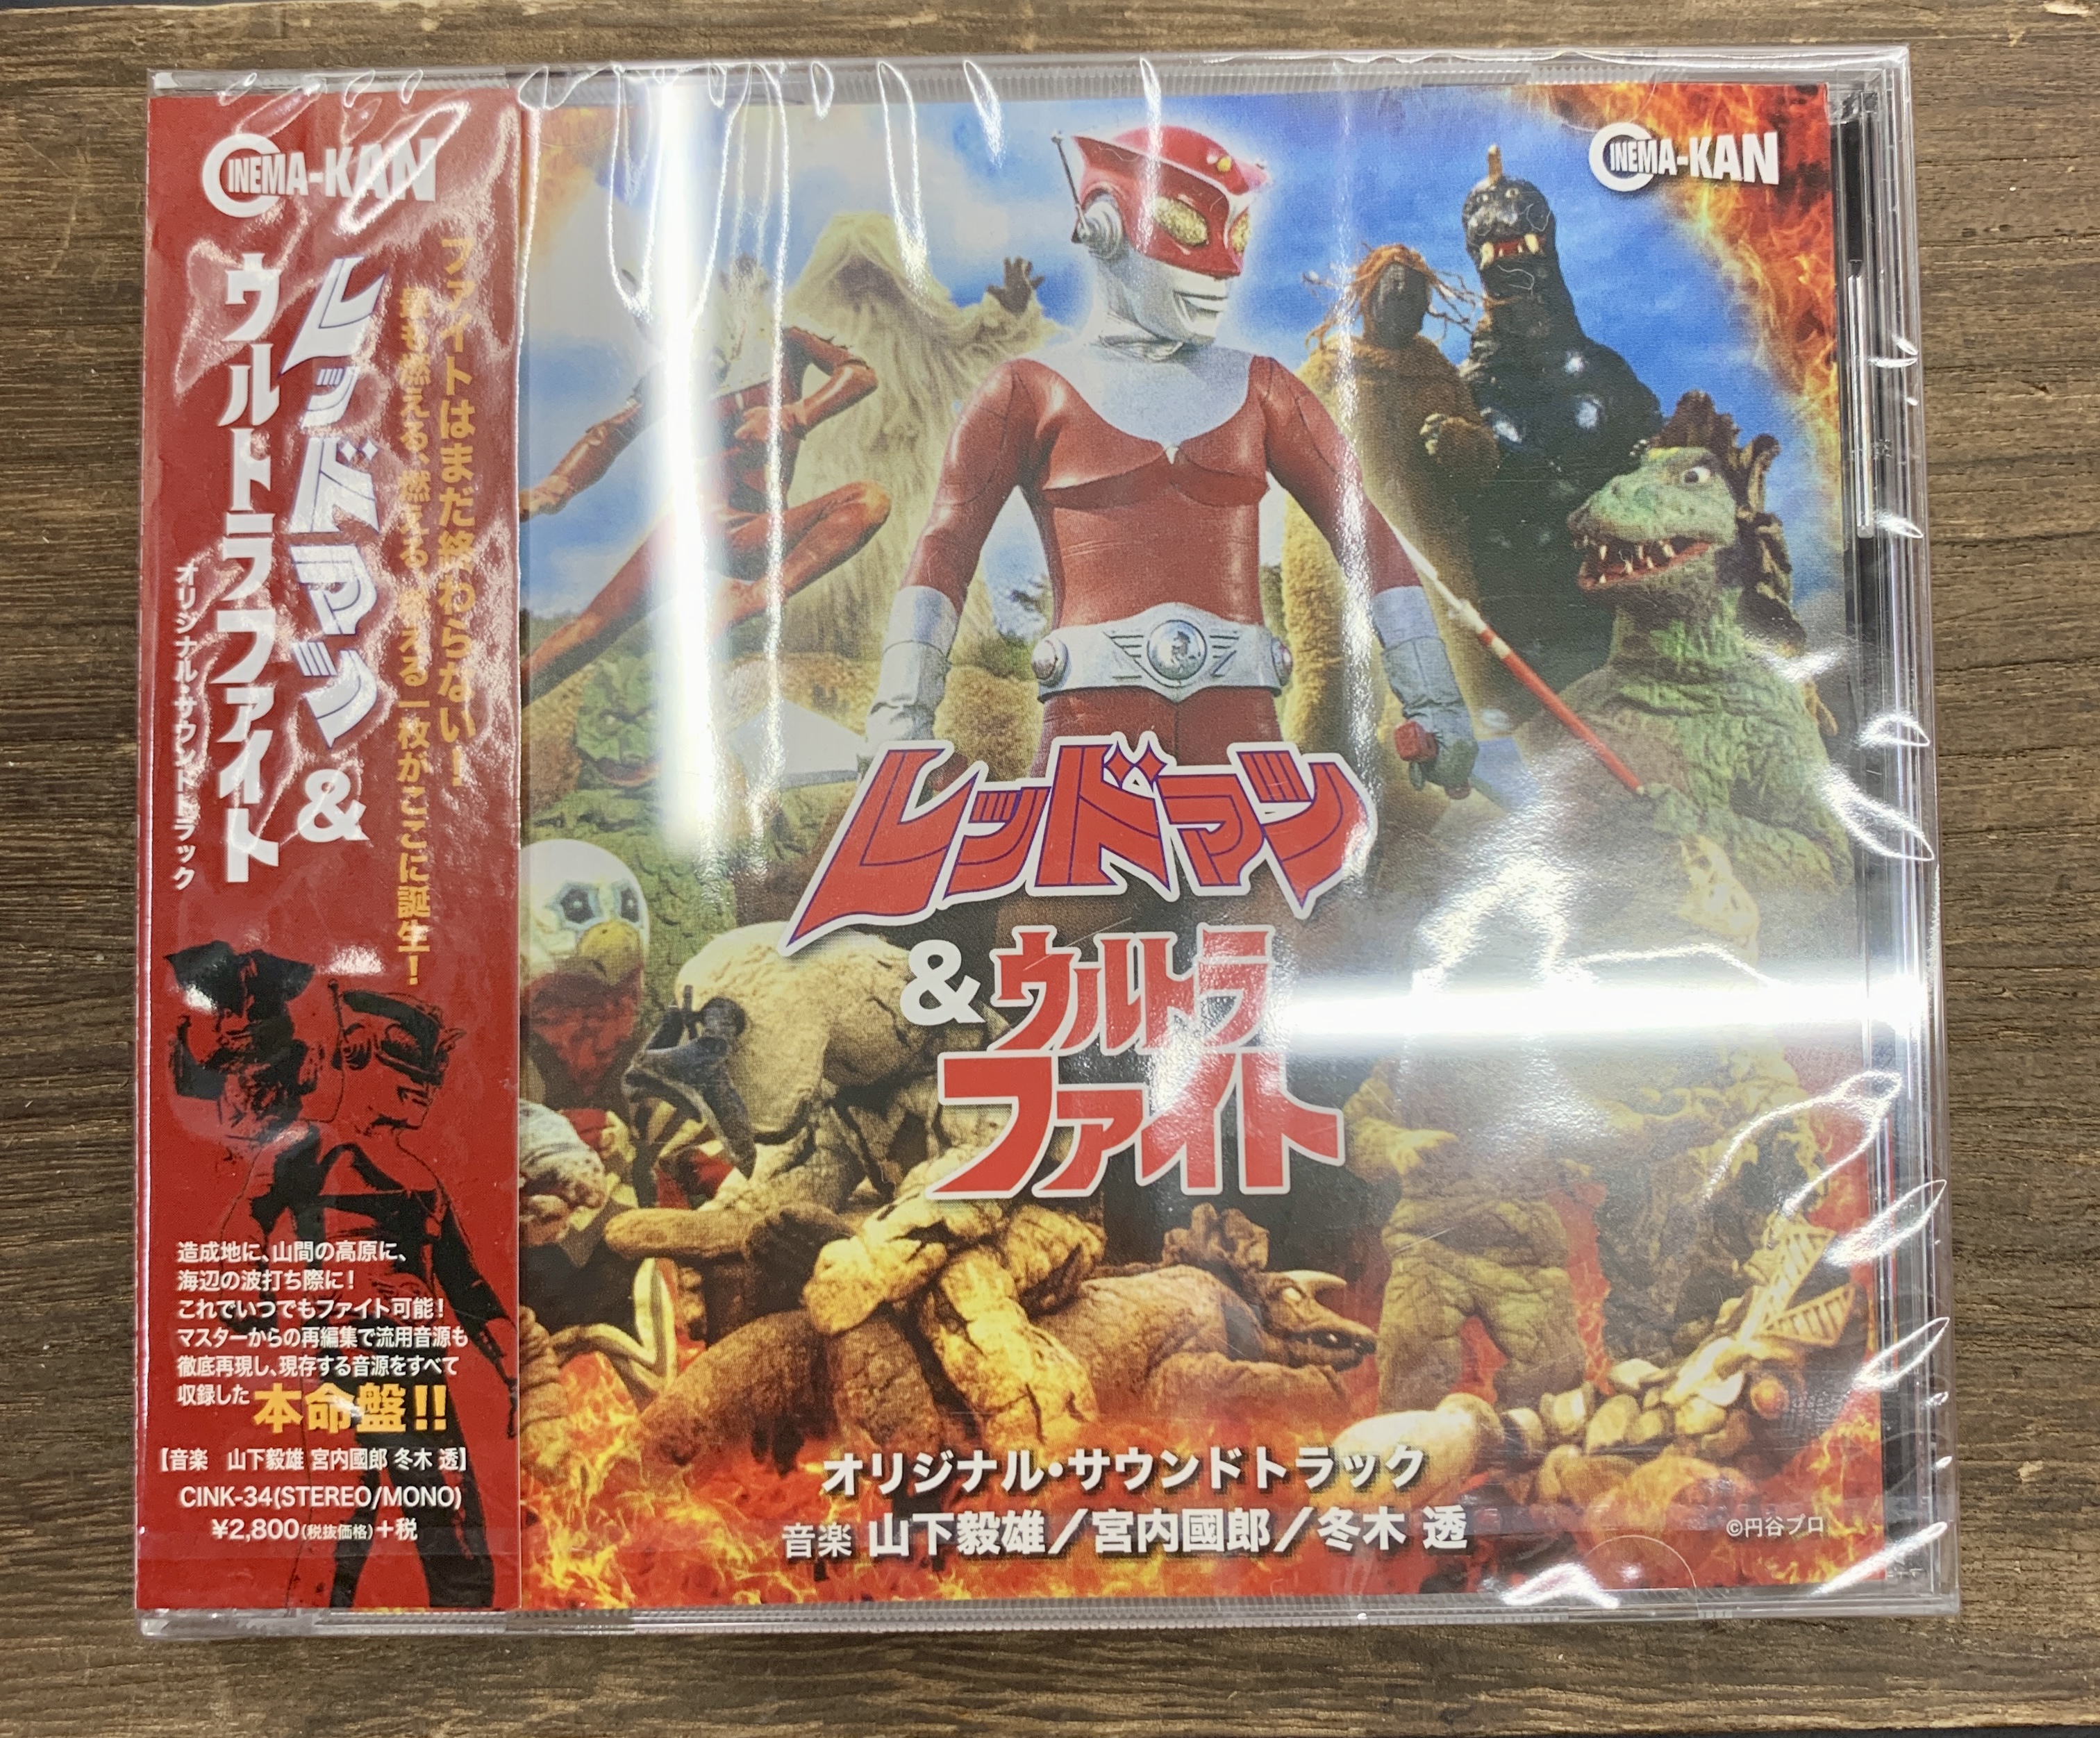 CINEMA-KAN
ファイトはまだ終わらない！
最も燃える、燃える、燃える一枚がここに誕生！
レッドマン&
ウルトラファイト
オリジナル・サウンドトラック
造成地に、山間の高原に、
海辺の波打ち際に！
これでいつでもファイト可能！
マスターからの再編集で流用音源も
徹底再現し、現存する音源をすべて
収録した本命盤!!
【音楽　山下毅雄 宮内國郎 冬木 透】
CINK-34(STEREO/MONO)
¥2,800(税抜価格)+税
CINEMA-KAN
レッドマン
&ウルトラ
ファイト
オリジナル・サウンドトラック
音楽 山下毅雄／宮内國郎／冬木 透
©円谷プロ